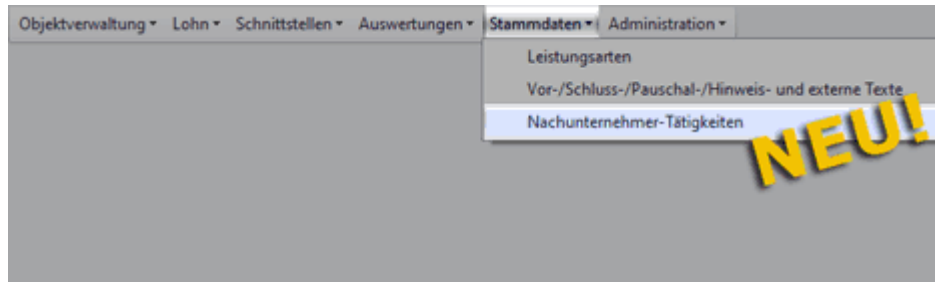 Objektverwaltung Lohn Schnittstellen Auswertungen Stammdaten Administration
Leistungsarten
Vor-/Schluss-/Pauschal-/Hinweis- und externe Texte
Nachunternehmer-Tätigkeiten
NEU!